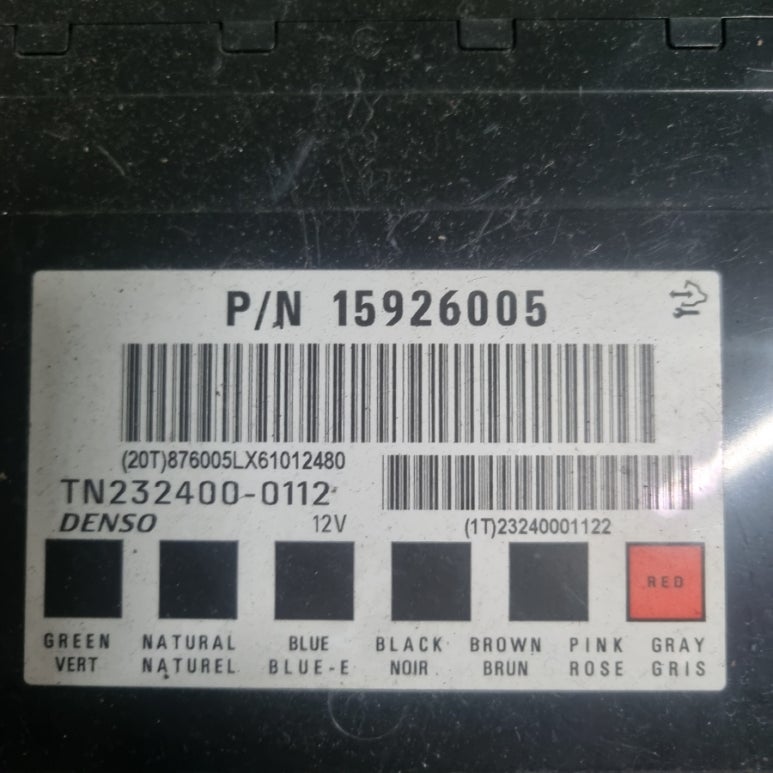 P/N 15926005
(20T)876005LX61012480
TN232400-0112
DENSO 12V
(1T)23240001122
RED
GREEN NATURAL BLUE BLACK BROWN PINK GRAY
VERT NATUREL BLUE-E NOIR BRUN ROSE GRIS